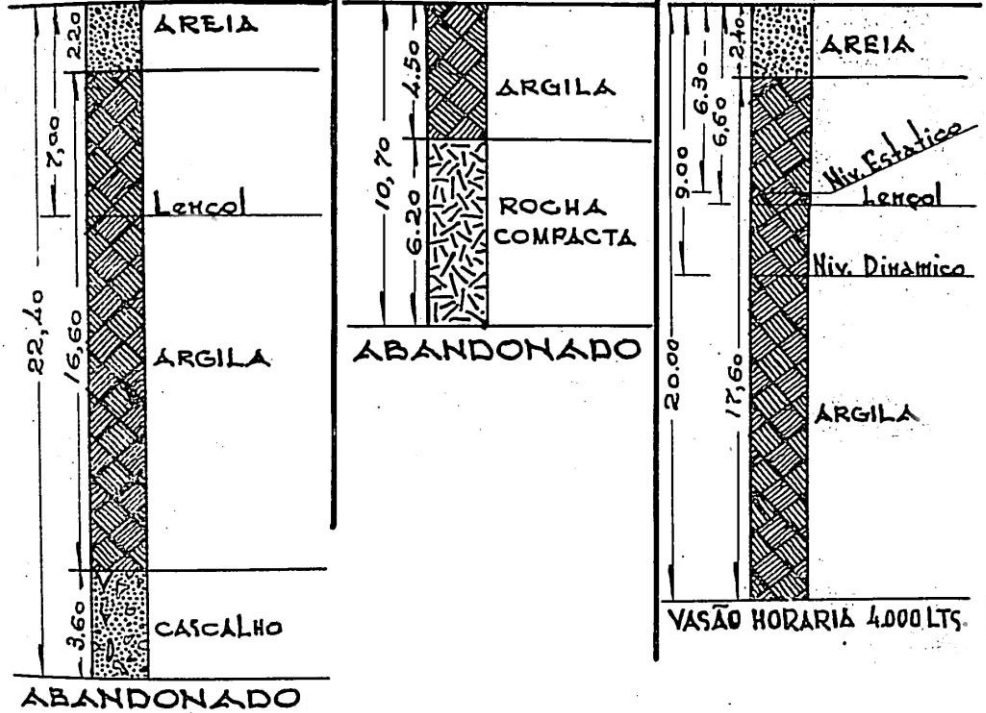 2.20
AREIA
7,00
Lençol
22,40
16,60
ARGILA
3.60
CASCALHO
ABANDONADO
4.50
ARGILA
10,70
6.20
ROCHA
COMPACTA
ABANDONADO
2,40
AREIA
6.30
6,60
9.00
Niv. Estatico
Lençol
Niv. Dinamico
20.00
17,60
ARGILA
VASÃO HORARIA 4.000 LTS.